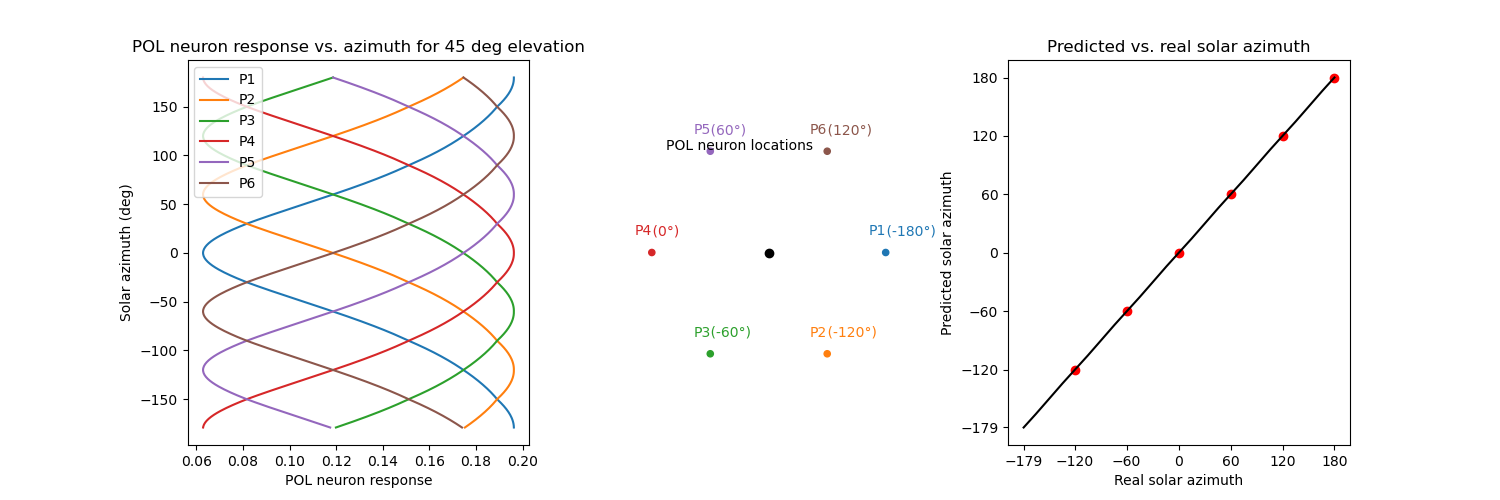 POL neuron response vs. azimuth for 45 deg elevation
P1
P2
P3
P4
P5
P6
150
100
50
0
−50
−100
−150
Solar azimuth (deg)
0.06 0.08 0.10 0.12 0.14 0.16 0.18 0.20
POL neuron response
P5(60°) P6(120°)
POL neuron locations
P4(0°) P1(-180°)
P3(-60°) P2(-120°)
Predicted vs. real solar azimuth
180
120
60
0
−60
−120
−179
Predicted solar azimuth
−179 −120 −60 0 60 120 180
Real solar azimuth